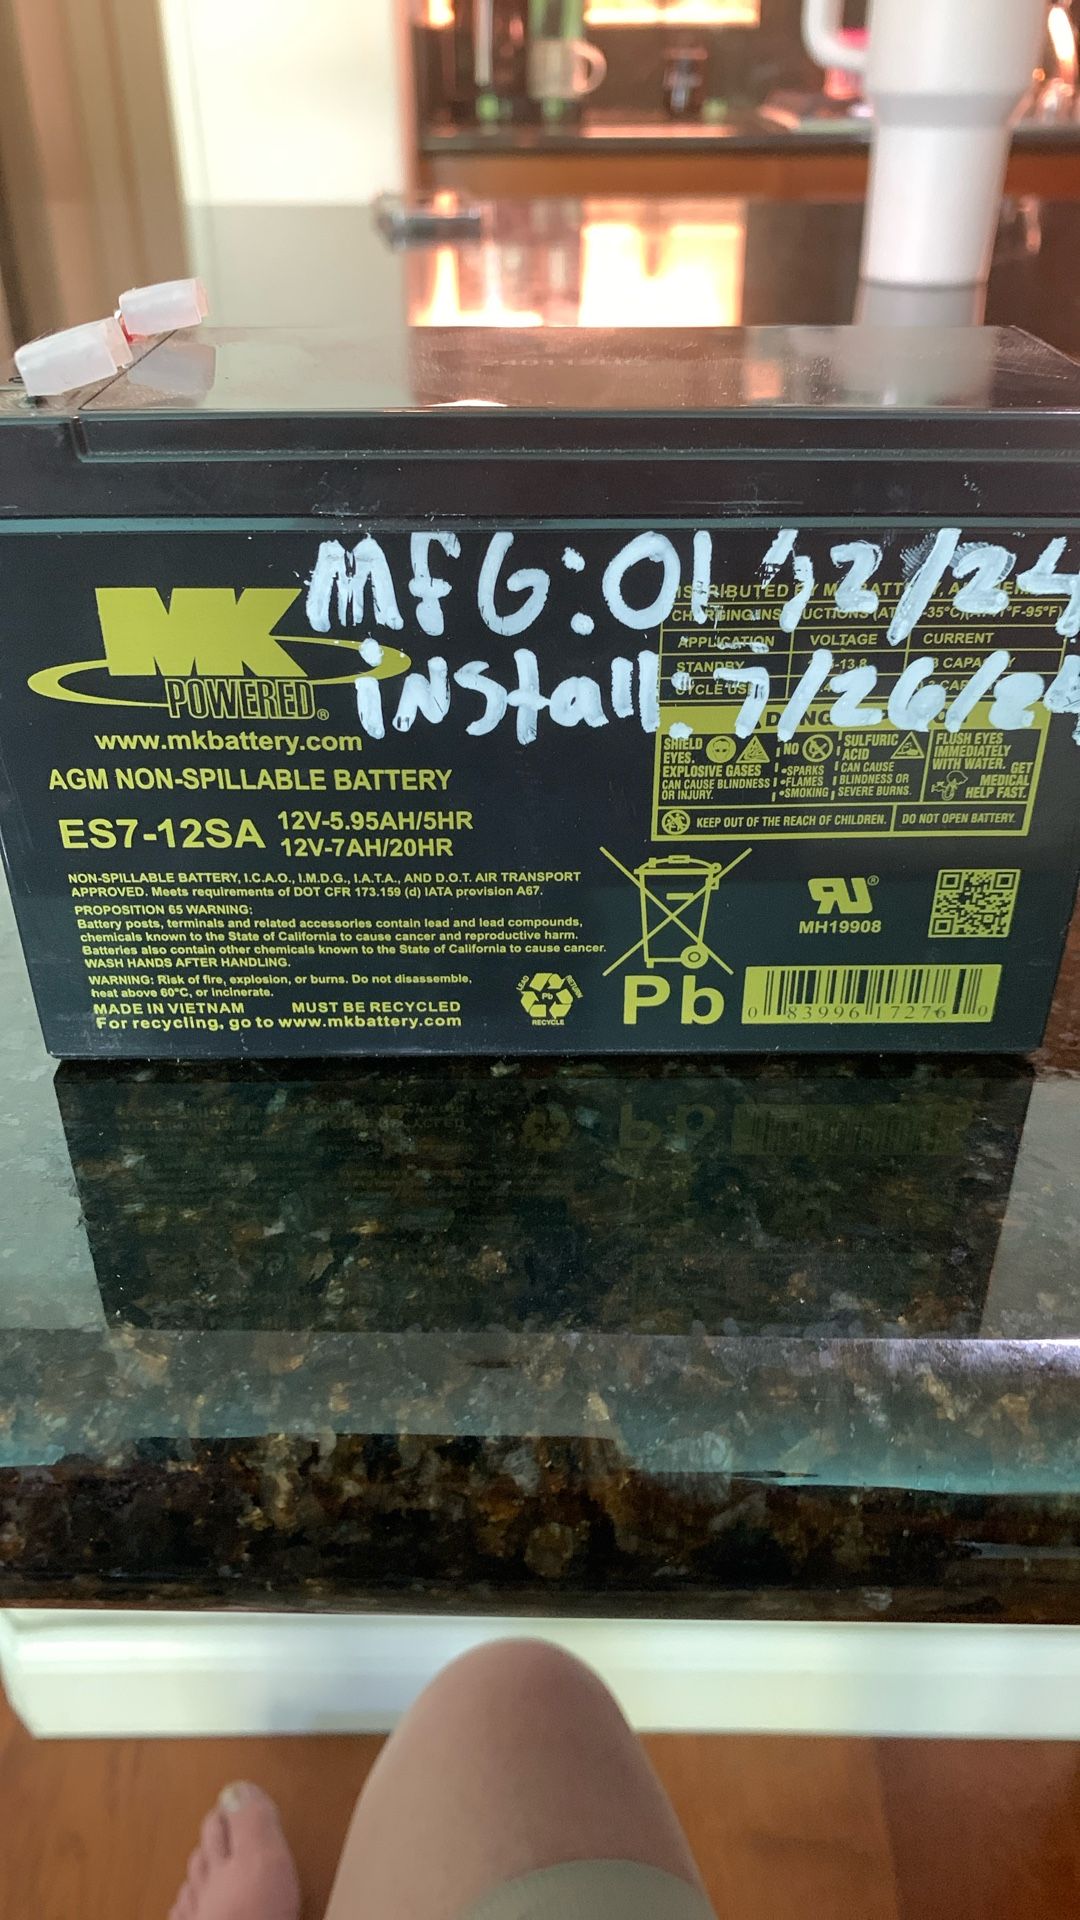 MFG:01/12/24
install:7/26/24
MK
POWERED®
www.mkbattery.com
AGM NON-SPILLABLE BATTERY
ES7-12SA
12V-5.95AH/5HR
12V-7AH/20HR
NON-SPILLABLE BATTERY, I.C.A.O., I.M.D.G., I.A.T.A., AND D.O.T. AIR TRANSPORT
APPROVED. Meets requirements of DOT CFR 173.159 (d) IATA provision A67.
PROPOSITION 65 WARNING:
Battery posts, terminals and related accessories contain lead and lead compounds,
chemicals known to the State of California to cause cancer and reproductive harm.
Batteries also contain other chemicals known to the State of California to cause cancer.
WASH HANDS AFTER HANDLING.
WARNING: Risk of fire, explosion, or burns. Do not disassemble,
heat above 60°C, or incinerate.
MADE IN VIETNAM MUST BE RECYCLED
For recycling, go to www.mkbattery.com
APPLICATION VOLTAGE CURRENT
STANDBY
CYCLE USE
SHIELD
EYES.
EXPLOSIVE GASES
CAN CAUSE BLINDNESS
OR INJURY.
NO
•SPARKS
•FLAMES
•SMOKING
SULFURIC
ACID
CAN CAUSE
BLINDNESS OR
SEVERE BURNS.
FLUSH EYES
IMMEDIATELY
WITH WATER. GET
MEDICAL
HELP FAST.
KEEP OUT OF THE REACH OF CHILDREN. DO NOT OPEN BATTERY.
MH19908
LEAD
RETURN
Pb
RECYCLE
Pb
0 83996 17276 0